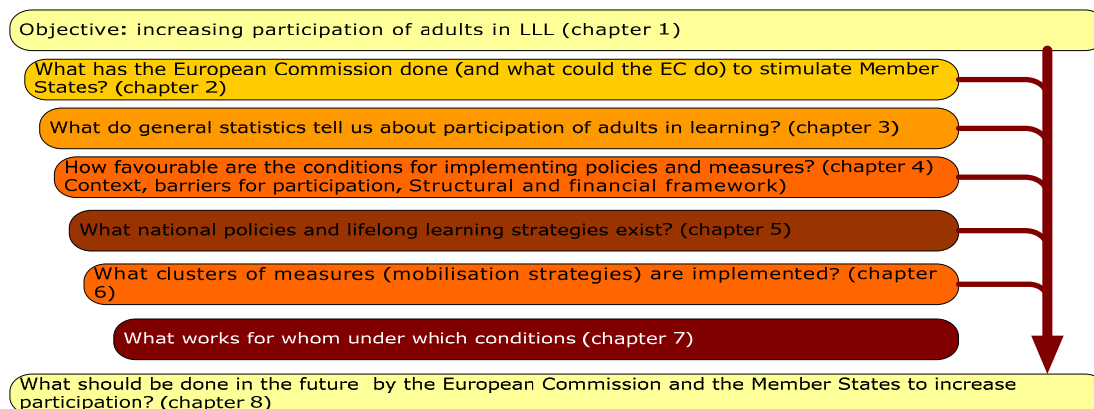 Objective: increasing participation of adults in LLL (chapter 1)
What has the European Commission done (and what could the EC do) to stimulate Member
States? (chapter 2)
What do general statistics tell us about participation of adults in learning? (chapter 3)
How favourable are the conditions for implementing policies and measures? (chapter 4)
Context, barriers for participation, Structural and financial framework)
What national policies and lifelong learning strategies exist? (chapter 5)
What clusters of measures (mobilisation strategies) are implemented? (chapter
6)
What works for whom under which conditions (chapter 7)
What should be done in the future by the European Commission and the Member States to increase
participation? (chapter 8)